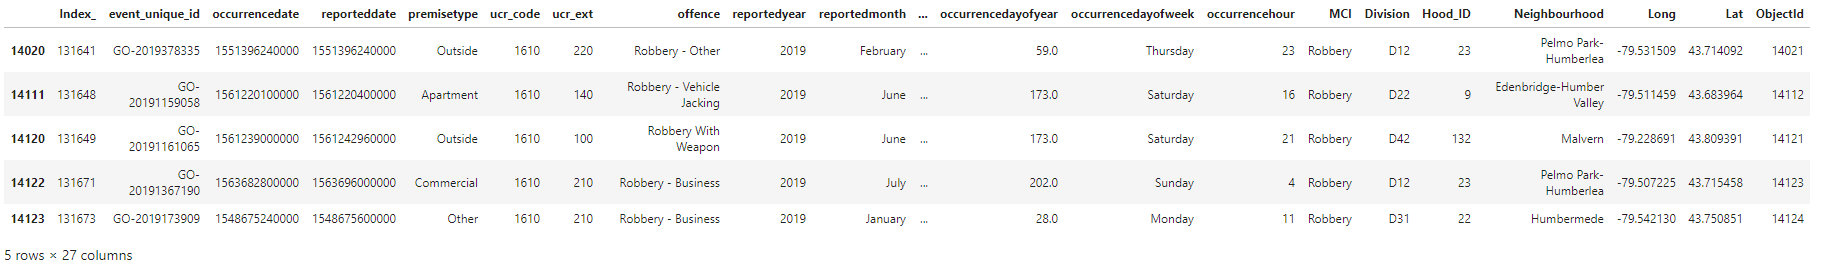 Index_ event_unique_id occurrencedate reporteddate premisetype ucr_code ucr_ext offence reportedyear reportedmonth ... occurrencedayofyear occurrencedayofweek occurrencehour MCI Division Hood_ID Neighbourhood Long Lat ObjectId
14020 131641 GO-2019378335 1551396240000 1551396240000 Outside 1610 220 Robbery - Other 2019 February ... 59.0 Thursday 23 Robbery D12 23 Pelmo Park-
Humberlea -79.531509 43.714092 14021
14111 131648 GO-
20191159058 1561220100000 1561220400000 Apartment 1610 140 Robbery - Vehicle
Jacking 2019 June ... 173.0 Saturday 16 Robbery D22 9 Edenbridge-Humber
Valley -79.511459 43.683964 14112
14120 131649 GO-
20191161065 1561239000000 1561242960000 Outside 1610 100 Robbery With
Weapon 2019 June ... 173.0 Saturday 21 Robbery D42 132 Malvern -79.228691 43.809391 14121
14122 131671 GO-
20191367190 1563682800000 1563696000000 Commercial 1610 210 Robbery - Business 2019 July ... 202.0 Sunday 4 Robbery D12 23 Pelmo Park-
Humberlea -79.507225 43.715458 14123
14123 131673 GO-2019173909 1548675240000 1548675600000 Other 1610 210 Robbery - Business 2019 January ... 28.0 Monday 11 Robbery D31 22 Humbermede -79.542130 43.750851 14124
5 rows × 27 columns